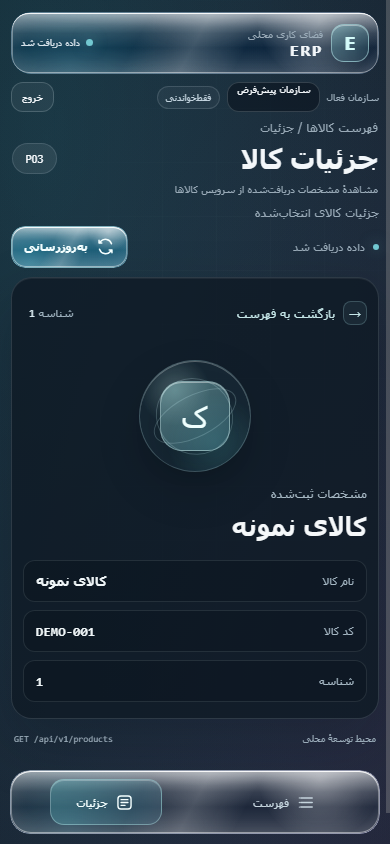 E
فضای کاری محلی
ERP
داده دریافت شد
سازمان فعال
سازمان پیش‌فرض
فقط‌خواندنی
خروج
فهرست کالاها / جزئیات
جزئیات کالا
P03
مشاهدهٔ مشخصات دریافت‌شده از سرویس کالاها
جزئیات کالای انتخاب‌شده
داده دریافت شد
به‌روزرسانی
→ بازگشت به فهرست
شناسه 1
ک
مشخصات ثبت‌شده
کالای نمونه
نام کالا
کالای نمونه
کد کالا
DEMO-001
شناسه
1
محیط توسعهٔ محلی
GET /api/v1/products
فهرست
جزئیات